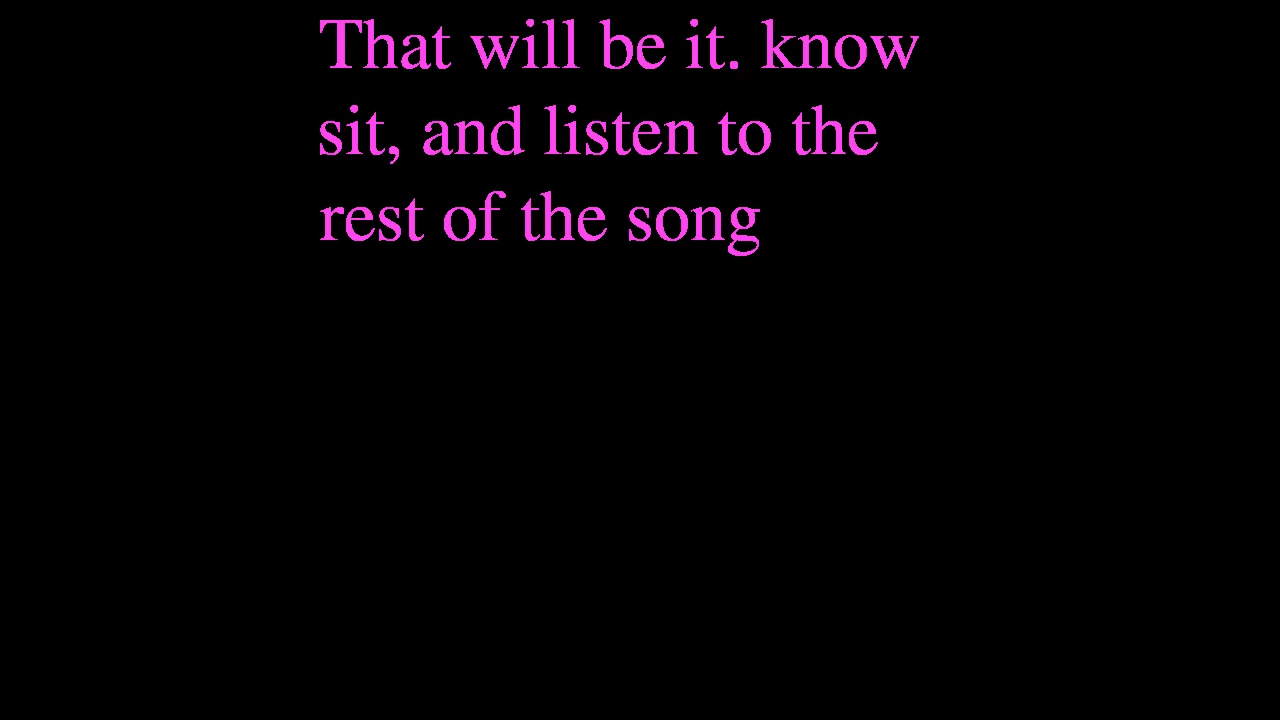 That will be it. know
sit, and listen to the
rest of the song